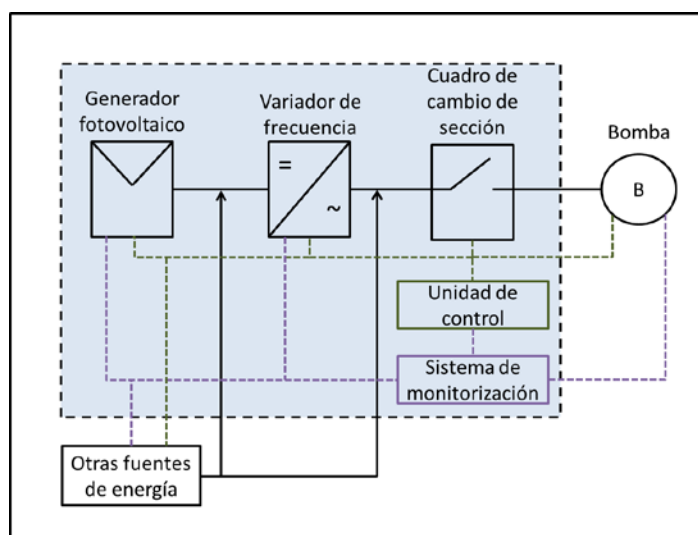 Generador
fotovoltaico
Variador de
frecuencia
Cuadro de
cambio de
sección
Bomba
=
~
B
Unidad de
control
Sistema de
monitorización
Otras fuentes
de energía